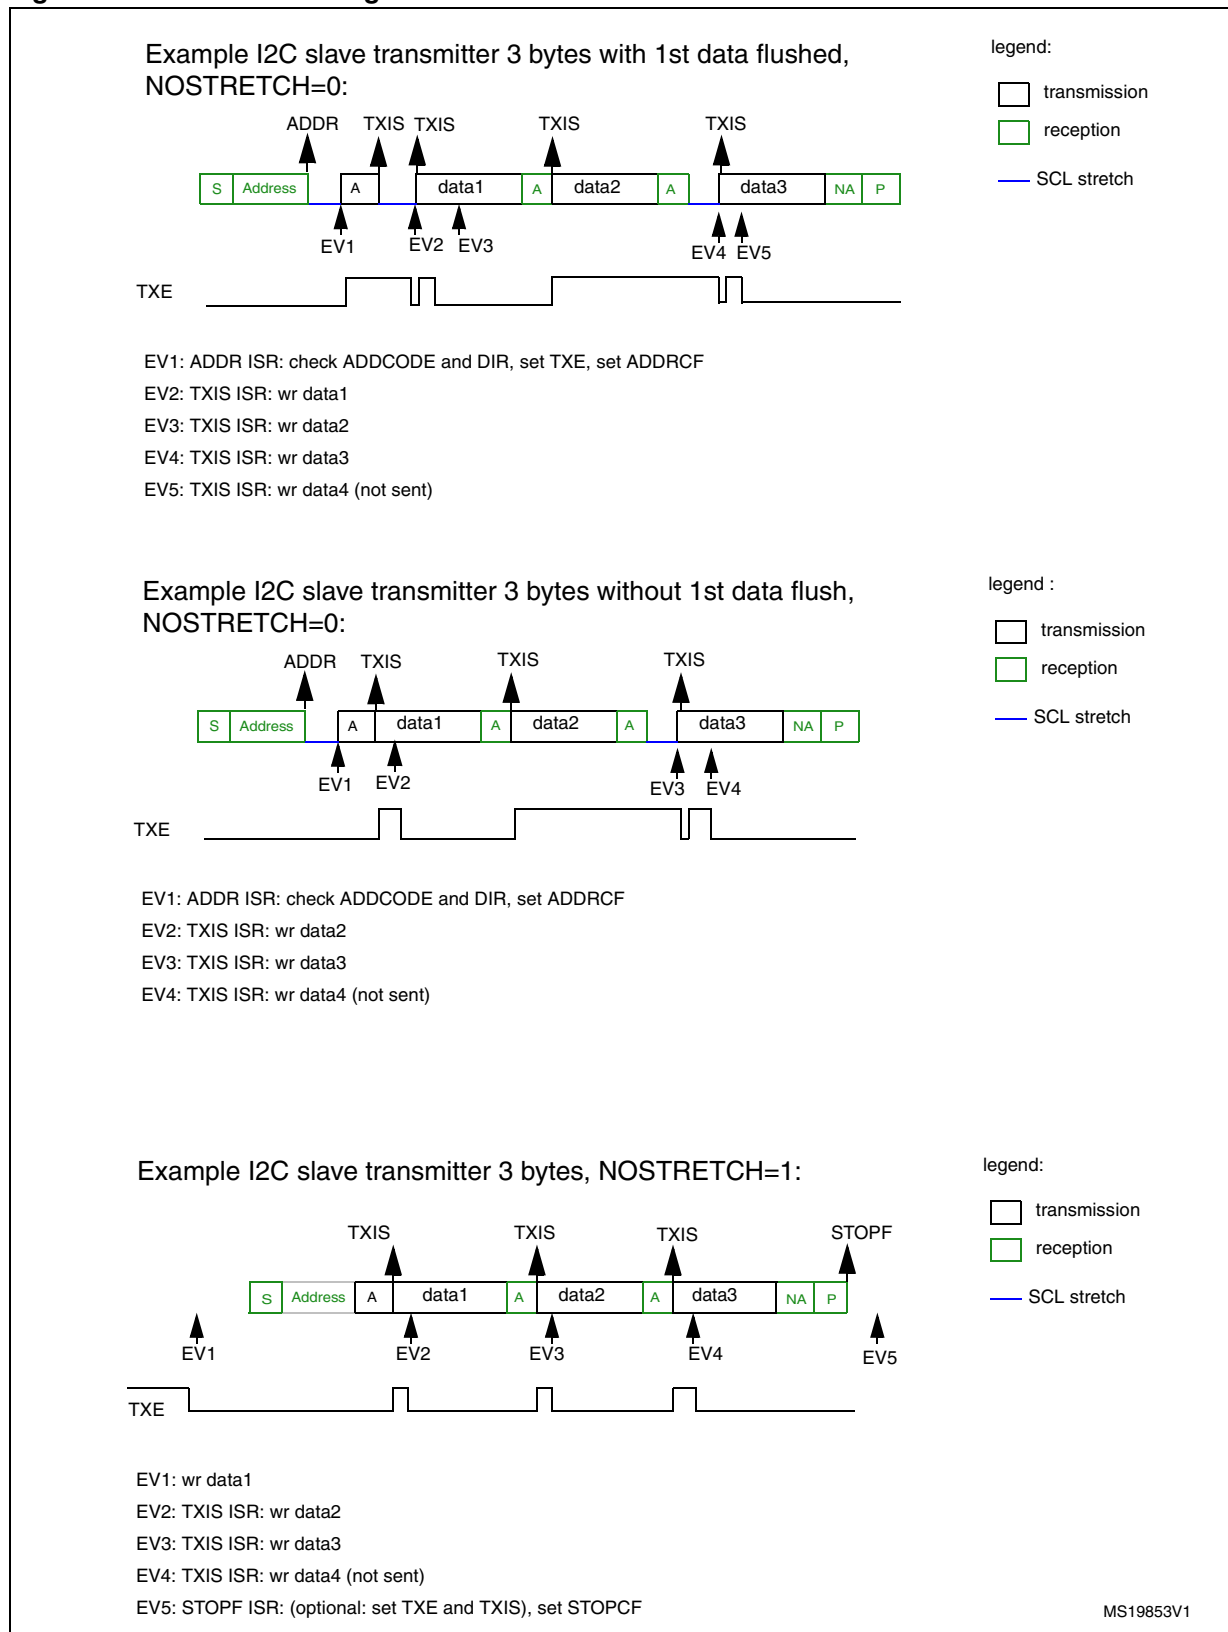 Example I2C slave transmitter 3 bytes with 1st data flushed,
NOSTRETCH=0:
legend:
transmission
reception
SCL stretch
ADDR TXIS TXIS TXIS TXIS
S Address A data1 A data2 A data3 NA P
EV1 EV2 EV3 EV4 EV5
TXE
EV1: ADDR ISR: check ADDCODE and DIR, set TXE, set ADDRCF
EV2: TXIS ISR: wr data1
EV3: TXIS ISR: wr data2
EV4: TXIS ISR: wr data3
EV5: TXIS ISR: wr data4 (not sent)
Example I2C slave transmitter 3 bytes without 1st data flush,
NOSTRETCH=0:
legend :
transmission
reception
SCL stretch
ADDR TXIS TXIS TXIS
S Address A data1 A data2 A data3 NA P
EV1 EV2 EV3 EV4
TXE
EV1: ADDR ISR: check ADDCODE and DIR, set ADDRCF
EV2: TXIS ISR: wr data2
EV3: TXIS ISR: wr data3
EV4: TXIS ISR: wr data4 (not sent)
Example I2C slave transmitter 3 bytes, NOSTRETCH=1:
legend:
transmission
reception
SCL stretch
TXIS TXIS TXIS STOPF
S Address A data1 A data2 A data3 NA P
EV1 EV2 EV3 EV4 EV5
TXE
EV1: wr data1
EV2: TXIS ISR: wr data2
EV3: TXIS ISR: wr data3
EV4: TXIS ISR: wr data4 (not sent)
EV5: STOPF ISR: (optional: set TXE and TXIS), set STOPCF
MS19853V1